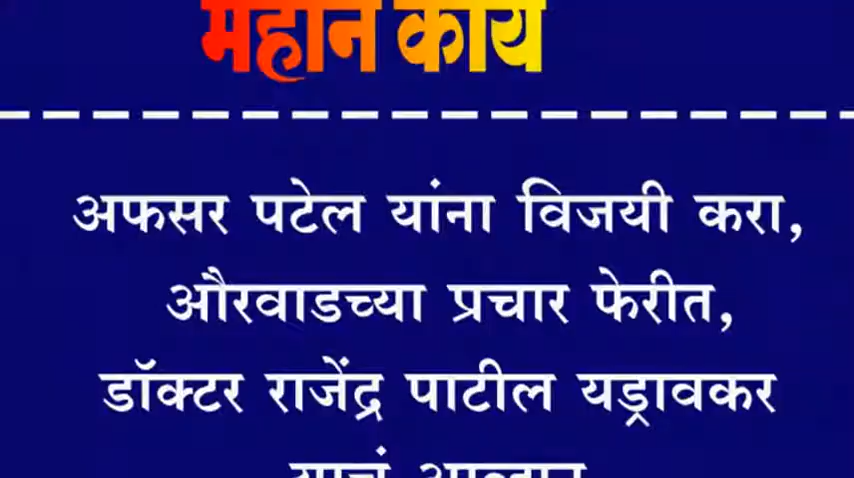 महान कार्य
अफसर पटेल यांना विजयी करा,
औरवाडच्या प्रचार फेरीत,
डॉक्टर राजेंद्र पाटील यड्रावकर